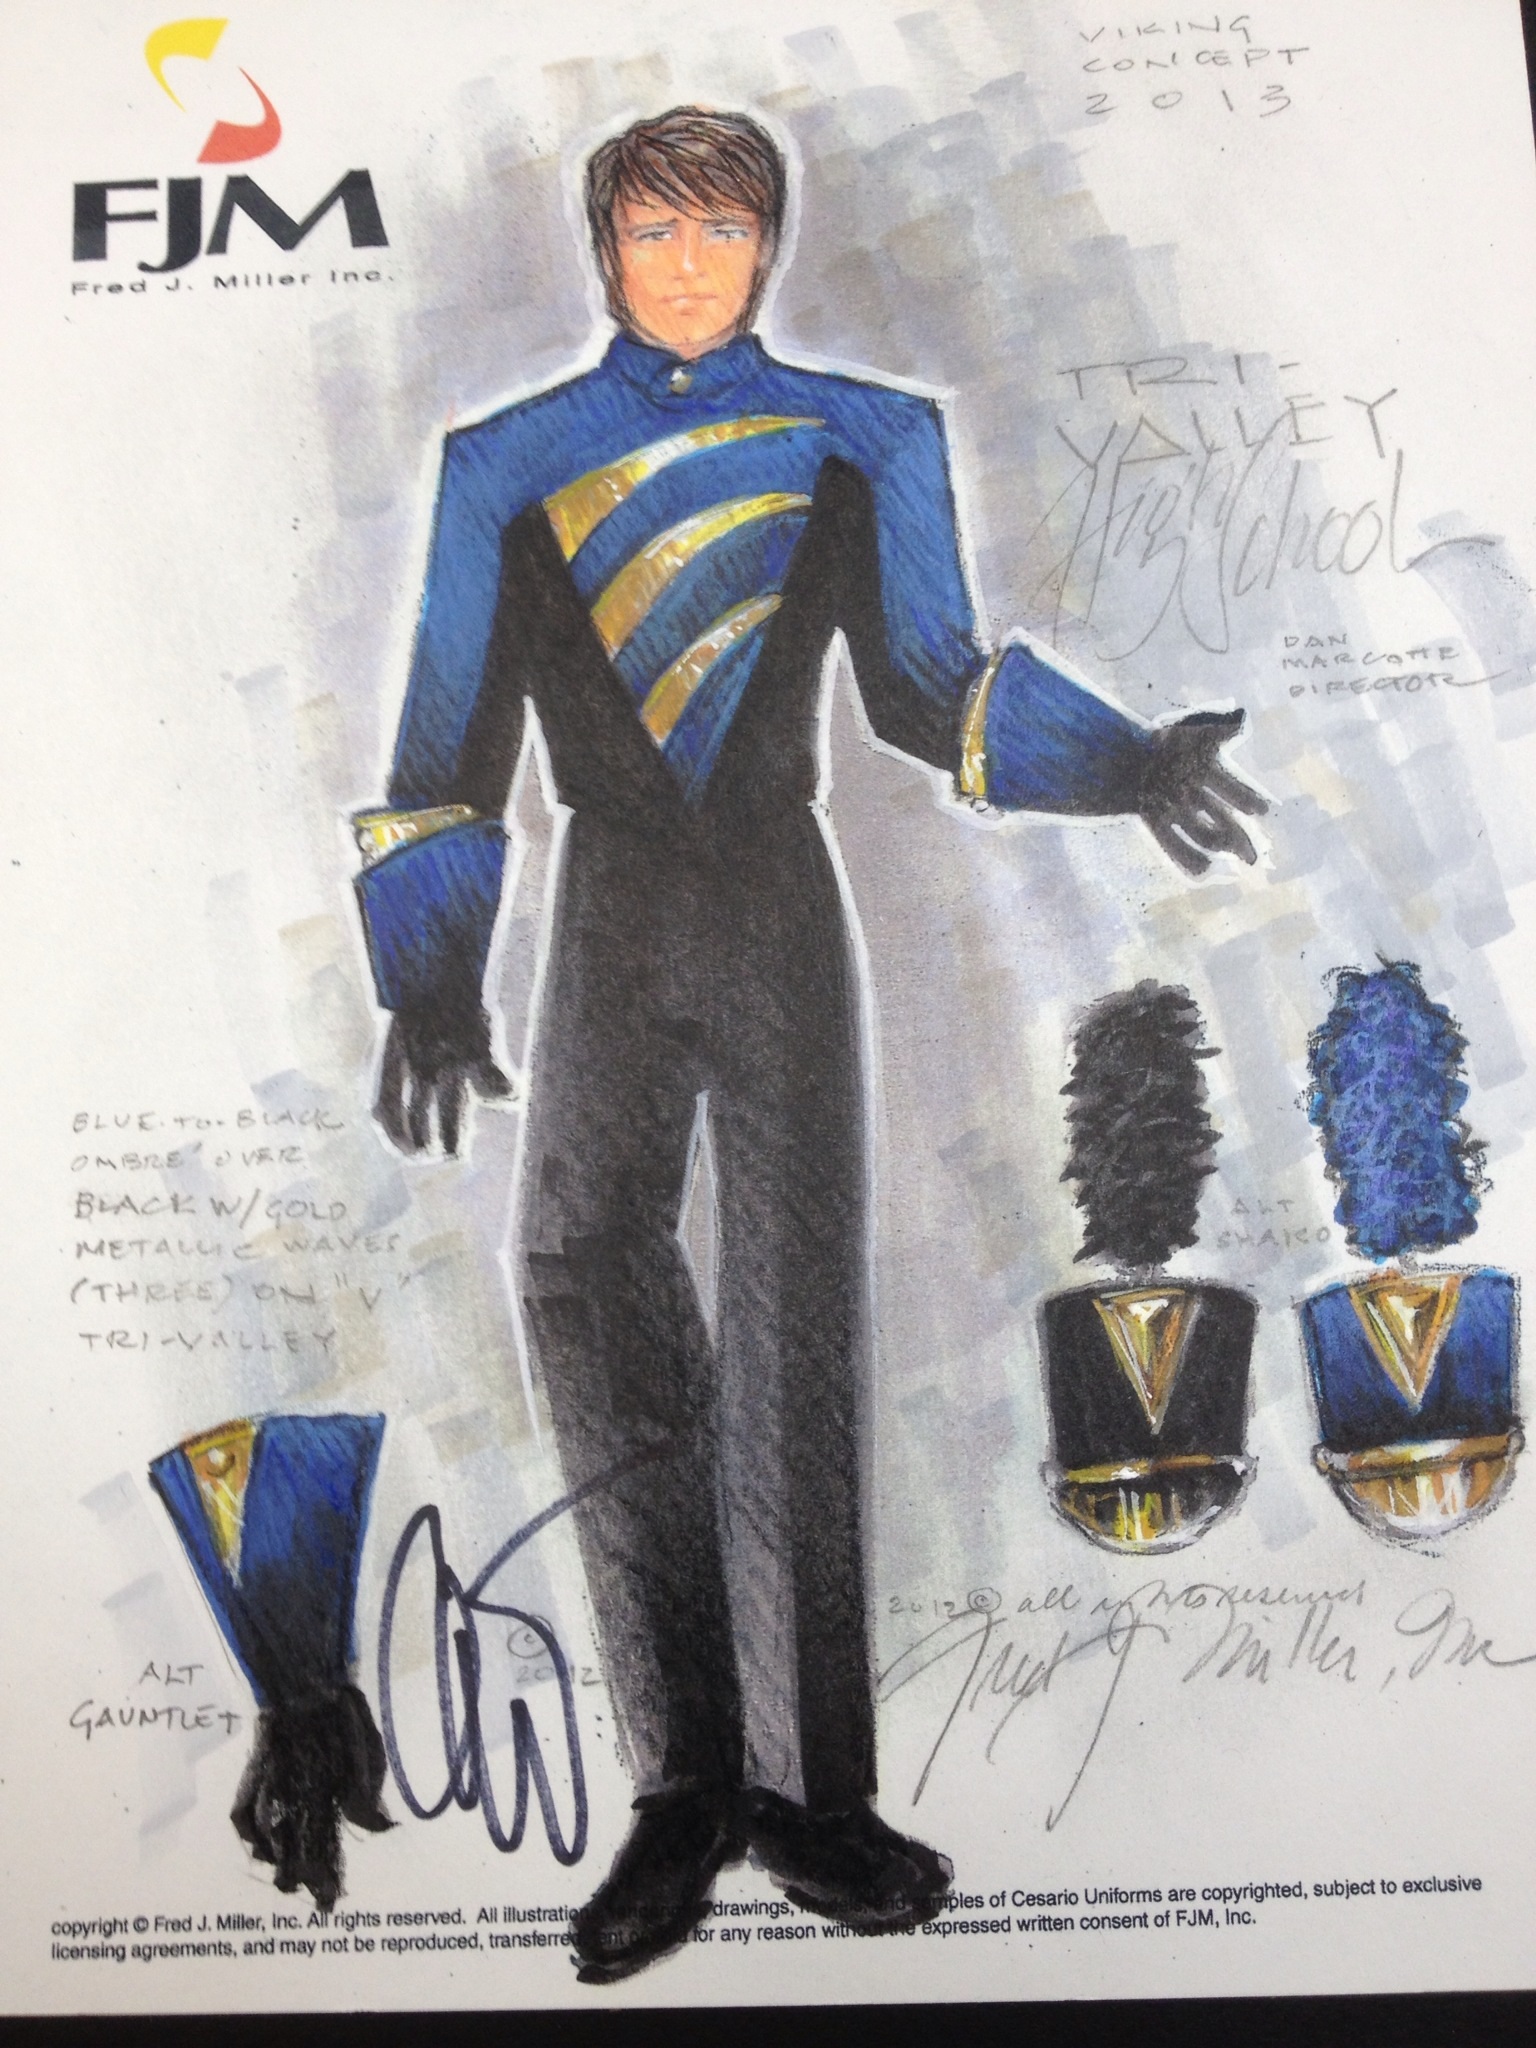 FJM
Fred J. Miller Inc.
VIKING
CONCEPT
2013
TRI-
VALLEY
High School
DAN
MARCOTTE
DIRECTOR
BLUE-TO-BLACK
OMBRE' OVER
BLACK W/GOLD
METALLIC WAVES
(THREE) ON "V"
TRI-VALLEY
ALT
SHAKO
ALT
GAUNTLET
©
2012
2012 © all rights reserved
Fred J. Miller, Inc
copyright © Fred J. Miller, Inc. All rights reserved. All illustrations, drawings, models, and samples of Cesario Uniforms are copyrighted, subject to exclusive
licensing agreements, and may not be reproduced, transferred, for any reason without the expressed written consent of FJM, Inc.